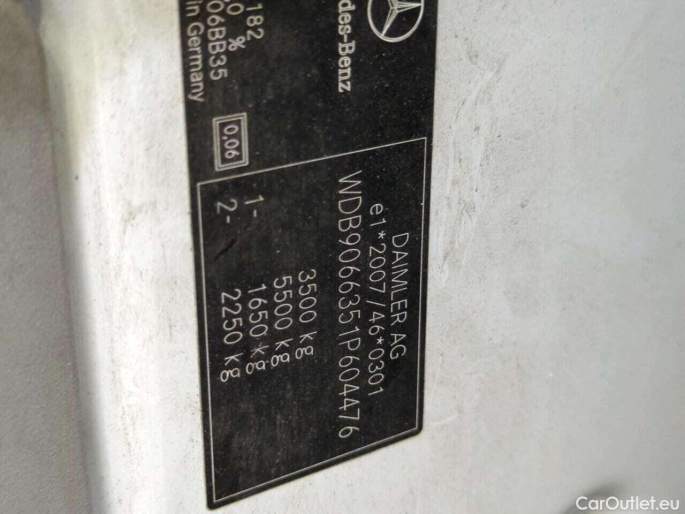 des-Benz
182
0 %
06BB35
in Germany
0,06
DAIMLER AG
e1*2007/46*0301
WDB9066351P604476
3500 kg
5500 kg
1- 1650 kg
2- 2250 kg
CarOutlet.eu